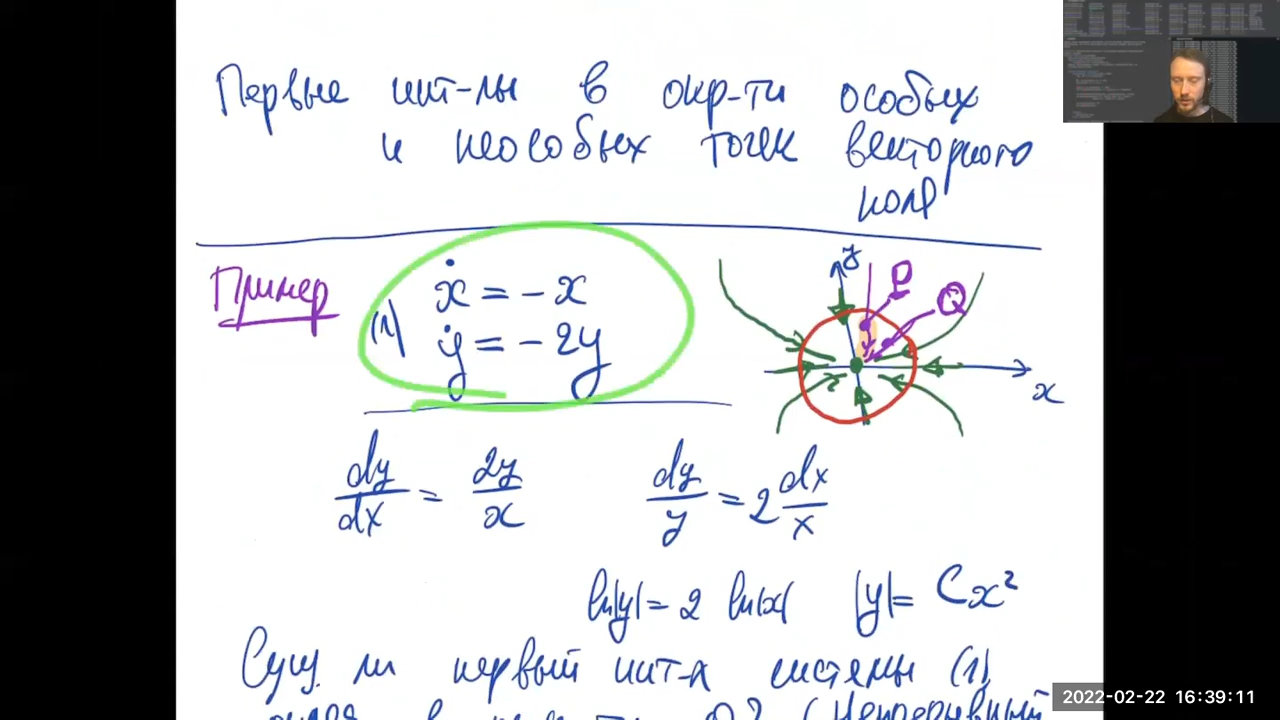 Первые инт-лы в окр-ти особых
и неособых точек векторного
поля
Пример
(1)
ẋ = -x
ẏ = -2y
y
P
Q
x
dy/dx = 2y/x
dy/y = 2 dx/x
ln|y| = 2 ln|x|
|y| = Cx²
Сущ. ли первый инт-л системы (1)
(Непрерывный
2022-02-22 16:39:11